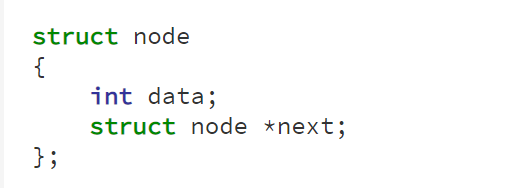 struct node
{
    int data;
    struct node *next;
};